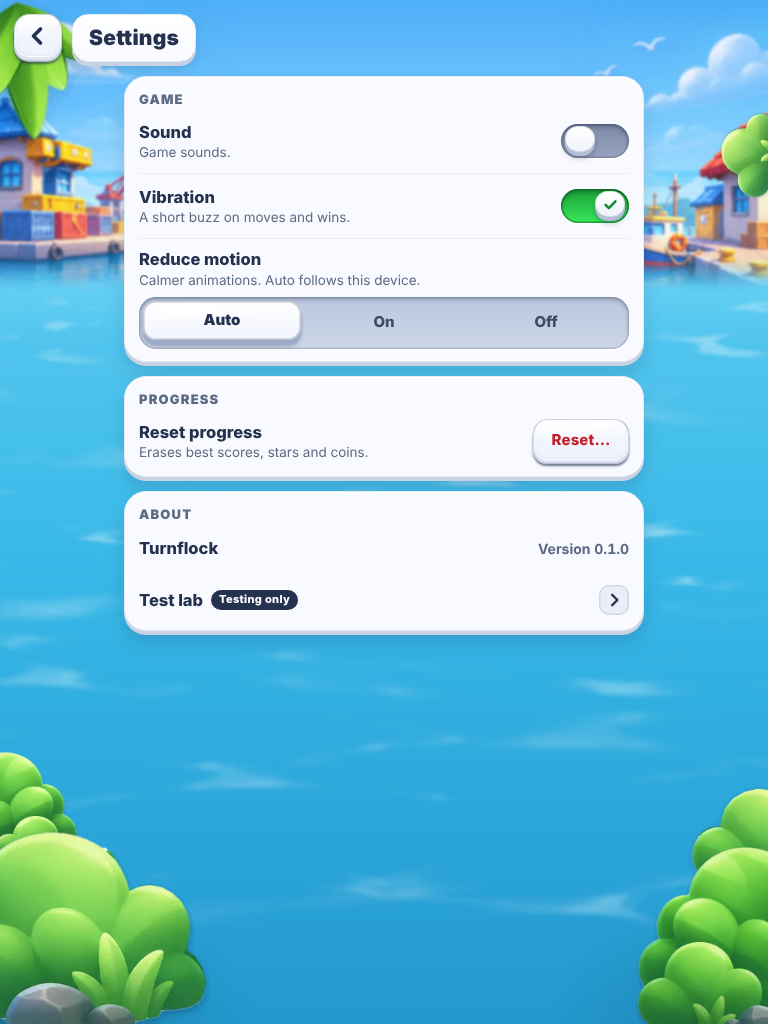 Settings
GAME
Sound
Game sounds.
Vibration
A short buzz on moves and wins.
Reduce motion
Calmer animations. Auto follows this device.
Auto On Off
PROGRESS
Reset progress
Erases best scores, stars and coins.
Reset...
ABOUT
Turnflock Version 0.1.0
Test lab Testing only